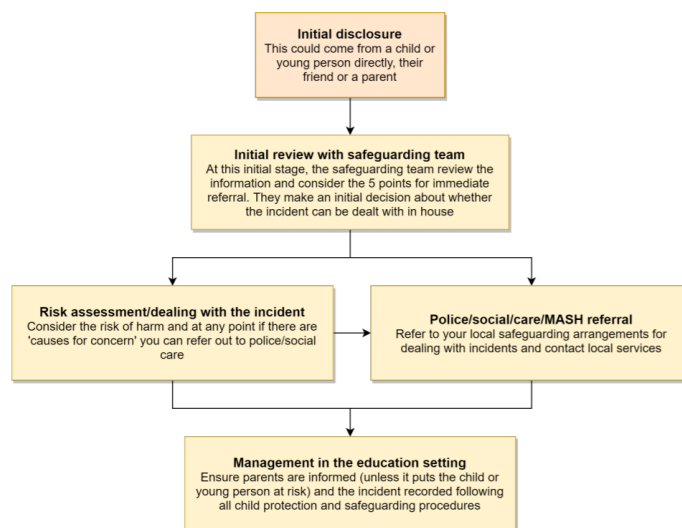 Initial disclosure
This could come from a child or
young person directly, their
friend or a parent
Initial review with safeguarding team
At this initial stage, the safeguarding team review the
information and consider the 5 points for immediate
referral. They make an initial decision about whether
the incident can be dealt with in house
Risk assessment/dealing with the incident
Consider the risk of harm and at any point if there are
'causes for concern' you can refer out to police/social
care
Police/social/care/MASH referral
Refer to your local safeguarding arrangements for
dealing with incidents and contact local services
Management in the education setting
Ensure parents are informed (unless it puts the child or
young person at risk) and the incident recorded following
all child protection and safeguarding procedures